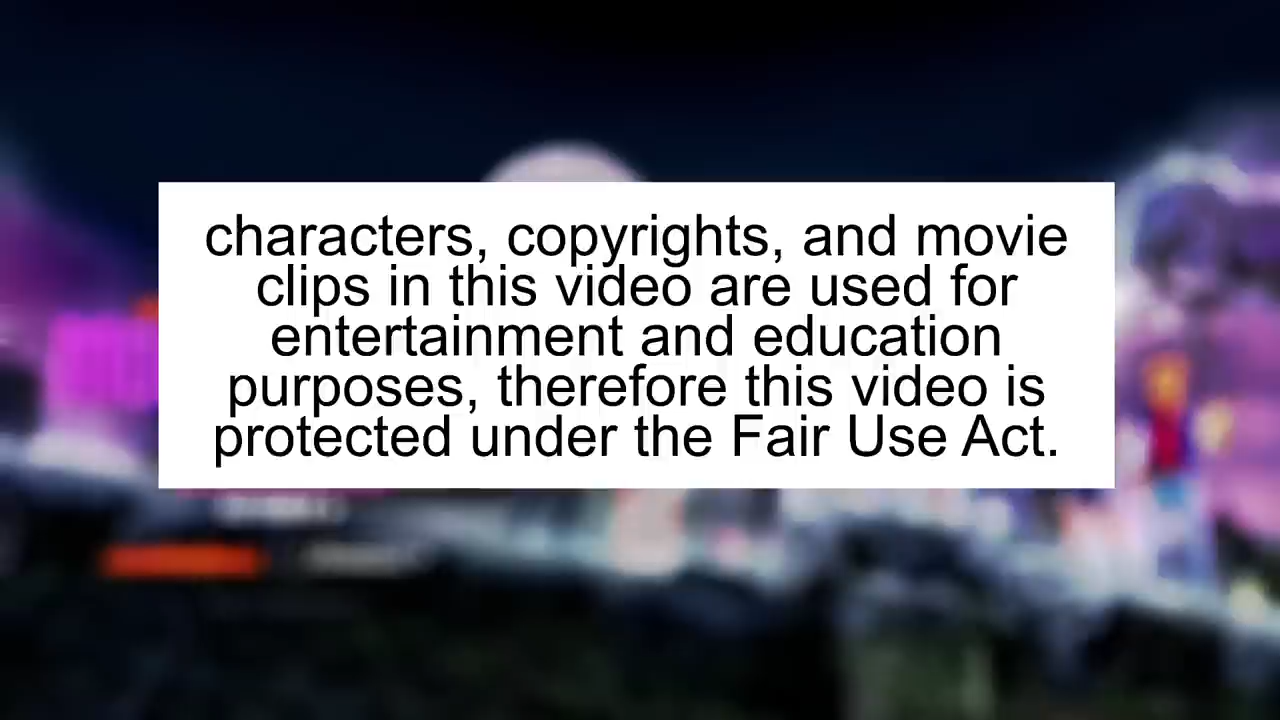 characters, copyrights, and movie
clips in this video are used for
entertainment and education
purposes, therefore this video is
protected under the Fair Use Act.